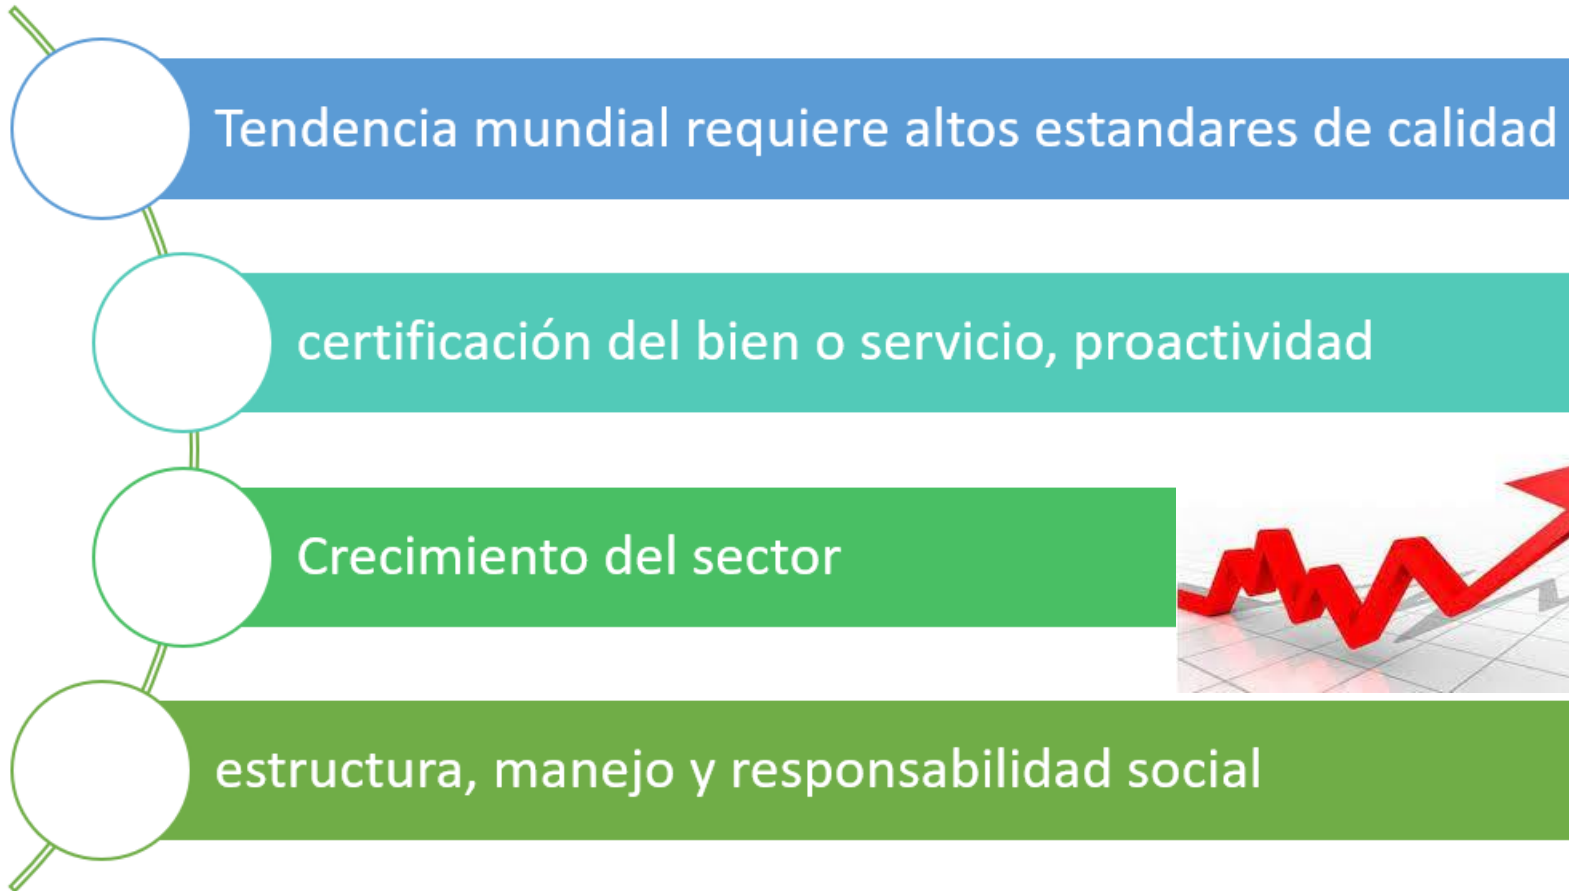 Tendencia mundial requiere altos estandares de calidad
certificación del bien o servicio, proactividad
Crecimiento del sector
estructura, manejo y responsabilidad social